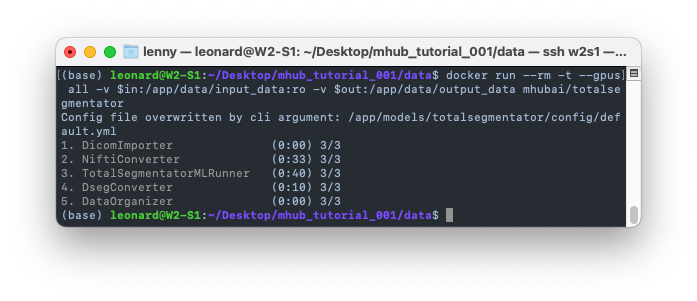 lenny — leonard@W2-S1: ~/Desktop/mhub_tutorial_001/data — ssh w2s1 —...
[(base) leonard@W2-S1:~/Desktop/mhub_tutorial_001/data$ docker run --rm -t --gpus]
 all -v $in:/app/data/input_data:ro -v $out:/app/data/output_data mhubai/totalse
gmentator
Config file overwritten by cli argument: /app/models/totalsegmentator/config/def
ault.yml
1. DicomImporter (0:00) 3/3
2. NiftiConverter (0:33) 3/3
3. TotalSegmentatorMLRunner (0:40) 3/3
4. DsegConverter (0:10) 3/3
5. DataOrganizer (0:00) 3/3
(base) leonard@W2-S1:~/Desktop/mhub_tutorial_001/data$